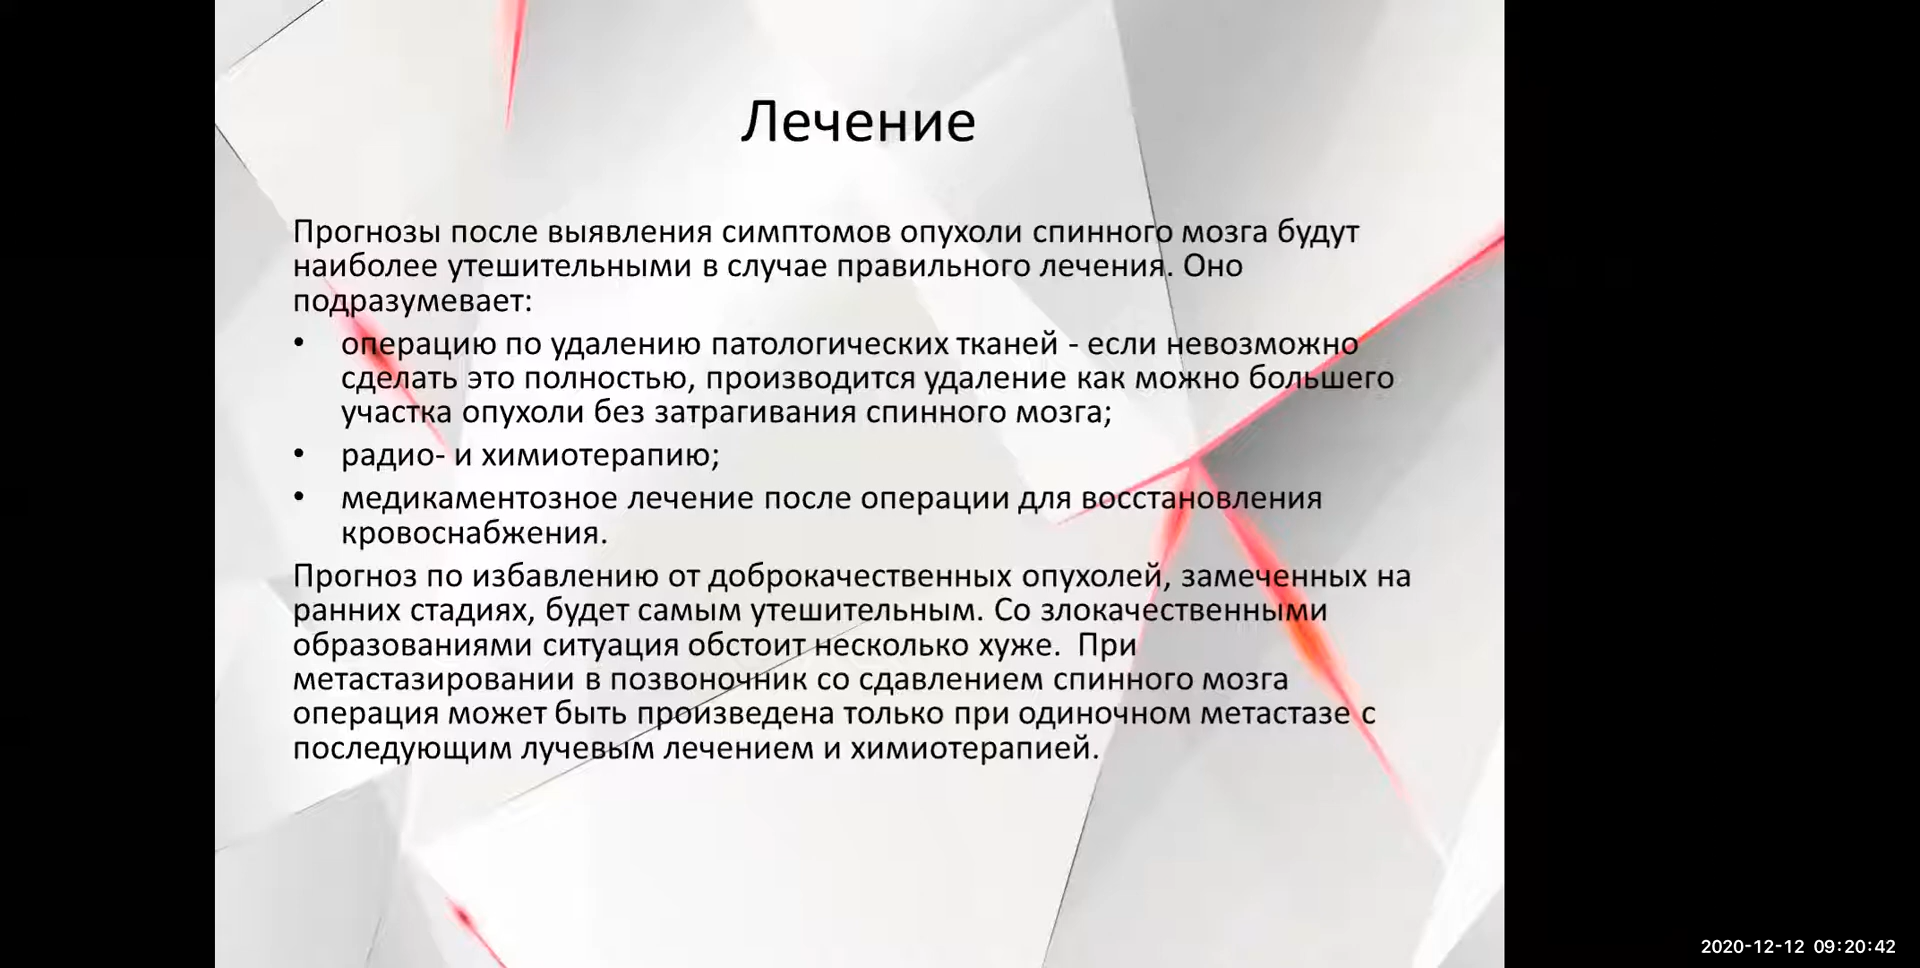 Лечение
Прогнозы после выявления симптомов опухоли спинного мозга будут
наиболее утешительными в случае правильного лечения. Оно
подразумевает:
• операцию по удалению патологических тканей - если невозможно
сделать это полностью, производится удаление как можно большего
участка опухоли без затрагивания спинного мозга;
• радио- и химиотерапию;
• медикаментозное лечение после операции для восстановления
кровоснабжения.
Прогноз по избавлению от доброкачественных опухолей, замеченных на
ранних стадиях, будет самым утешительным. Со злокачественными
образованиями ситуация обстоит несколько хуже.  При
метастазировании в позвоночник со сдавлением спинного мозга
операция может быть произведена только при одиночном метастазе с
последующим лучевым лечением и химиотерапией.
2020-12-12 09:20:42